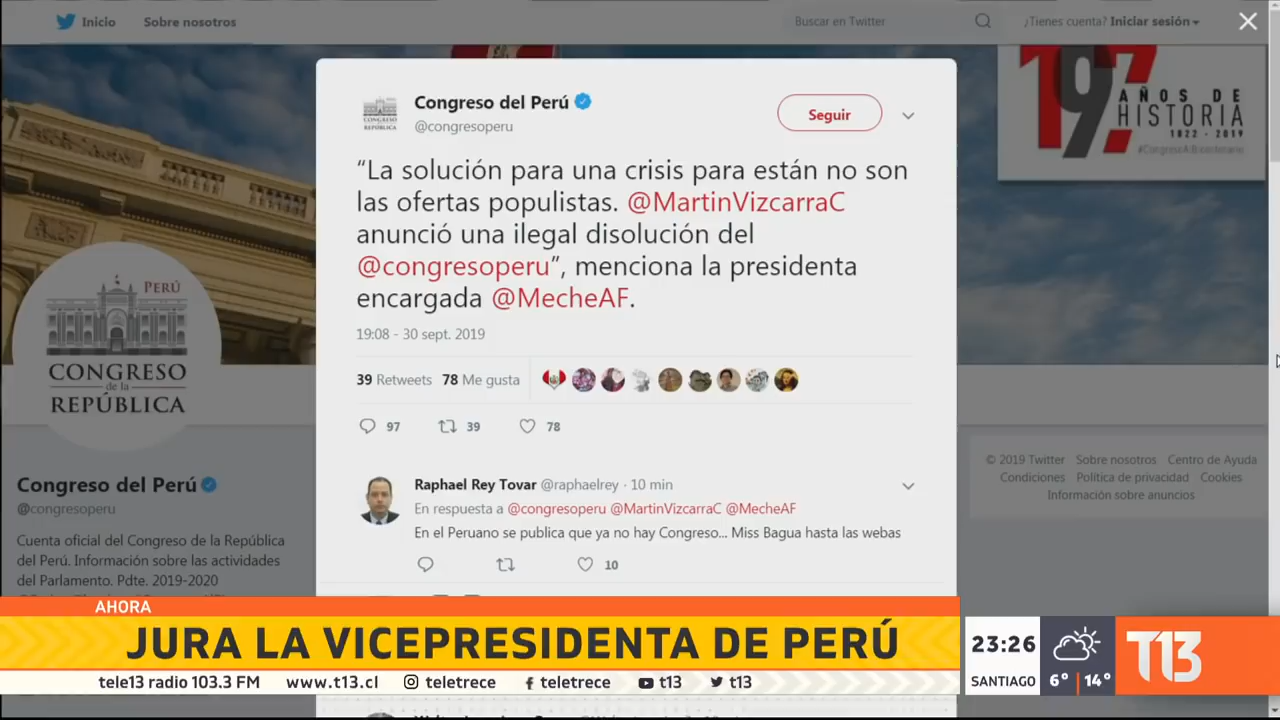 Inicio Sobre nosotros Buscar en Twitter ¿Tienes cuenta? Iniciar sesión
Congreso del Perú
@congresoperu
Seguir
CONGRESO
REPÚBLICA
“La solución para una crisis para están no son
las ofertas populistas. @MartinVizcarraC
anunció una ilegal disolución del
@congresoperu”, menciona la presidenta
encargada @MecheAF.
19:08 - 30 sept. 2019
39 Retweets 78 Me gusta
97 39 78
Raphael Rey Tovar @raphaelrey · 10 min
En respuesta a @congresoperu @MartinVizcarraC @MecheAF
En el Peruano se publica que ya no hay Congreso... Miss Bagua hasta las webas
10
197
AÑOS DE
HISTORIA
1822 - 2019
PERÚ
CONGRESO
de la
REPÚBLICA
Congreso del Perú
@congresoperu
Cuenta oficial del Congreso de la República
del Perú. Información sobre las actividades
del Parlamento. Pdte. 2019-2020
© 2019 Twitter Sobre nosotros Centro de Ayuda
Condiciones Política de privacidad Cookies
Información sobre anuncios
AHORA
JURA LA VICEPRESIDENTA DE PERÚ
tele13 radio 103.3 FM www.t13.cl teletrece teletrece t13 t13
23:26
SANTIAGO
6° 14°
T13